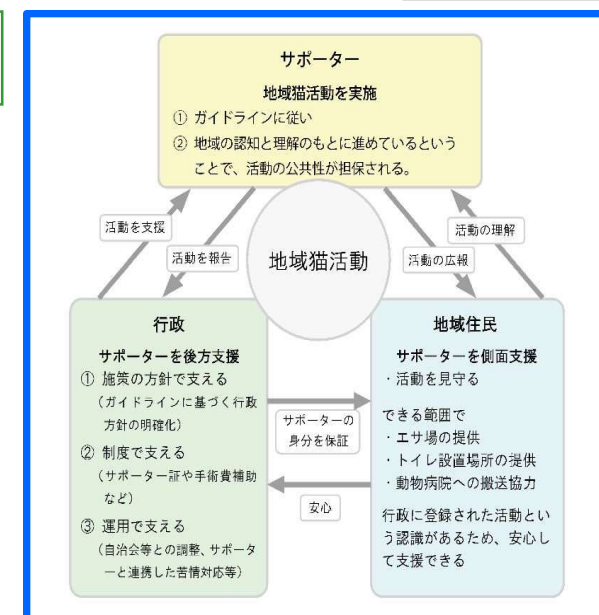 サポーター
地域猫活動を実施
① ガイドラインに従い
② 地域の認知と理解のもとに進めているという
ことで、活動の公共性が担保される。
活動を支援
活動を報告
地域猫活動
活動の広報
活動の理解
行政
サポーターを後方支援
① 施策の方針で支える
(ガイドラインに基づく行政
方針の明確化)
② 制度で支える
(サポーター証や手術費補助
など)
③ 運用で支える
(自治会等との調整、サポータ
ーと連携した苦情対応等)
サポーターの
身分を保証
安心
地域住民
サポーターを側面支援
・活動を見守る
できる範囲で
・エサ場の提供
・トイレ設置場所の提供
・動物病院への搬送協力
行政に登録された活動とい
う認識があるため、安心し
て支援できる